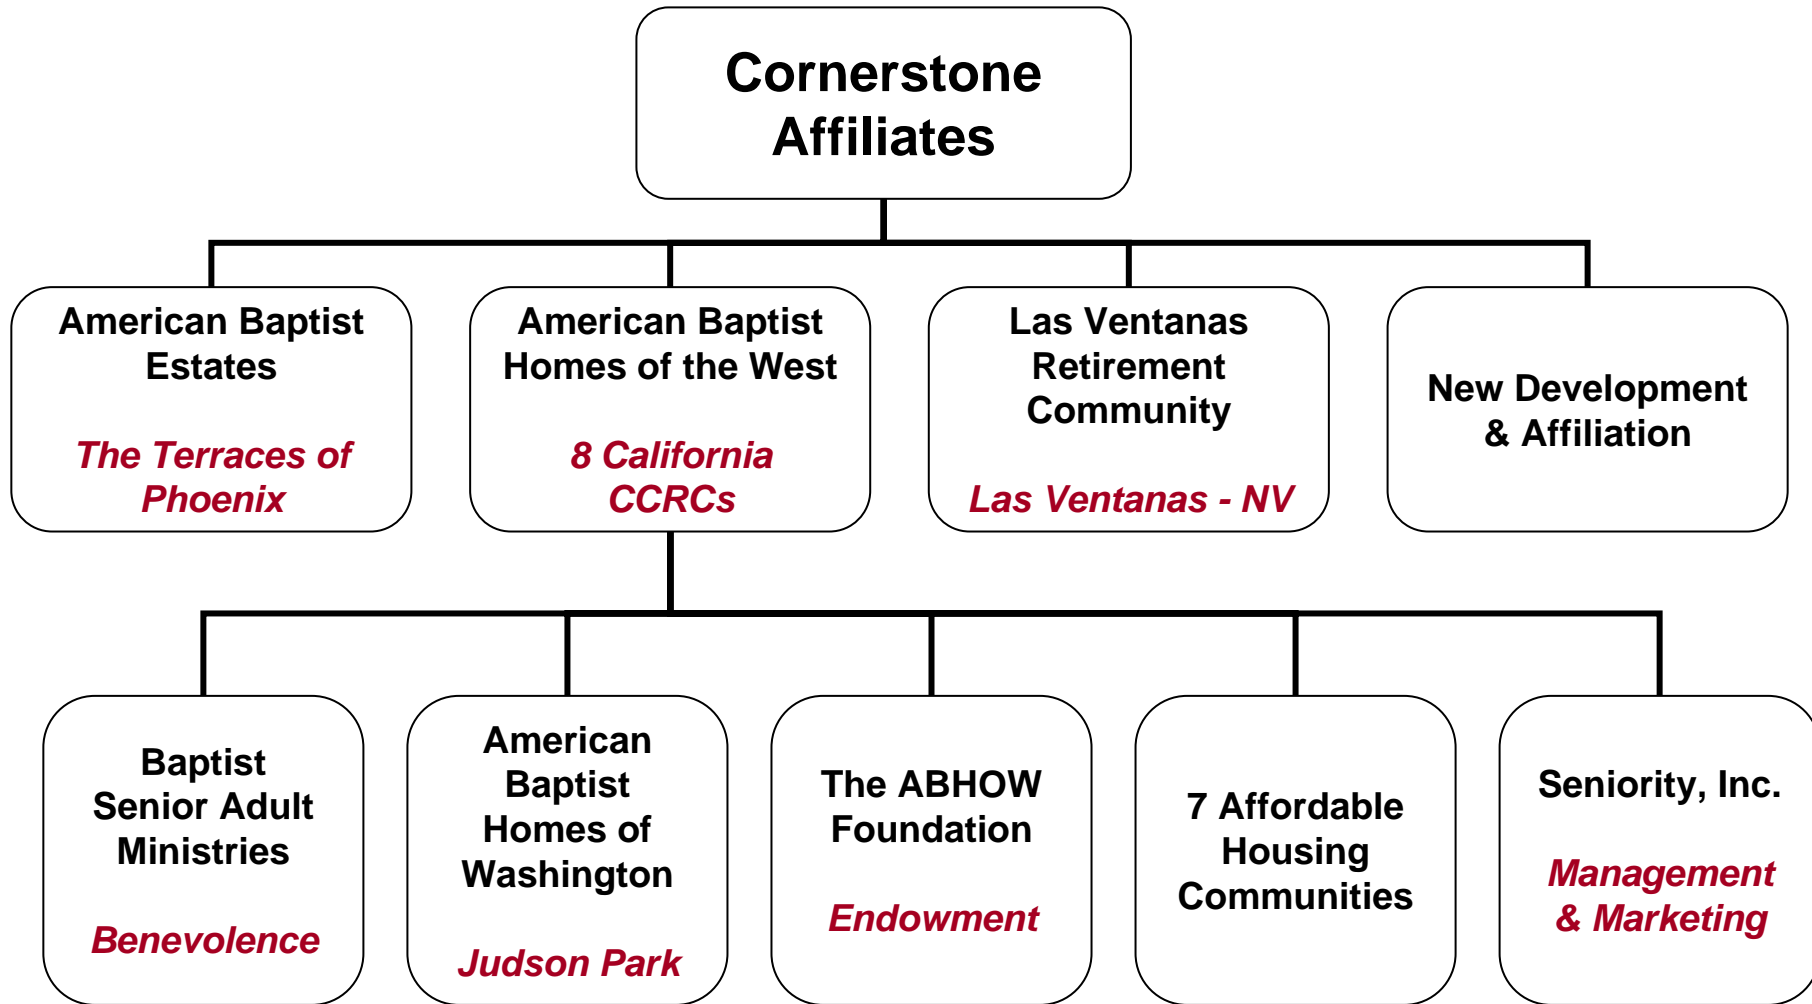 Cornerstone
Affiliates
American Baptist
Estates
The Terraces of
Phoenix
American Baptist
Homes of the West
8 California
CCRCs
Las Ventanas
Retirement
Community
Las Ventanas - NV
New Development
& Affiliation
Baptist
Senior Adult
Ministries
Benevolence
American
Baptist
Homes of
Washington
Judson Park
The ABHOW
Foundation
Endowment
7 Affordable
Housing
Communities
Seniority, Inc.
Management
& Marketing